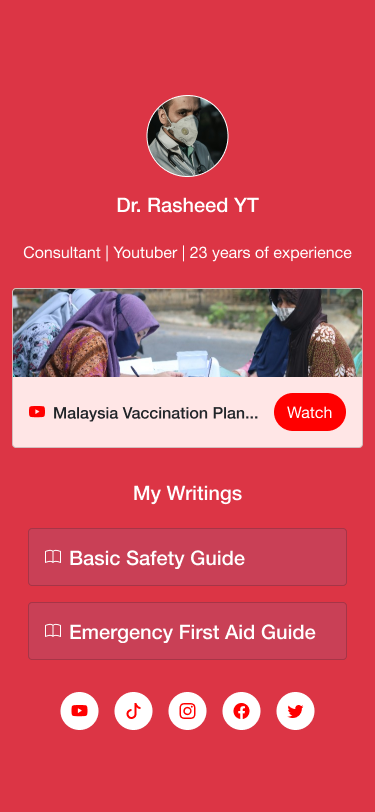 Dr. Rasheed YT
Consultant | Youtuber | 23 years of experience
Malaysia Vaccination Plan...
Watch
My Writings
Basic Safety Guide
Emergency First Aid Guide